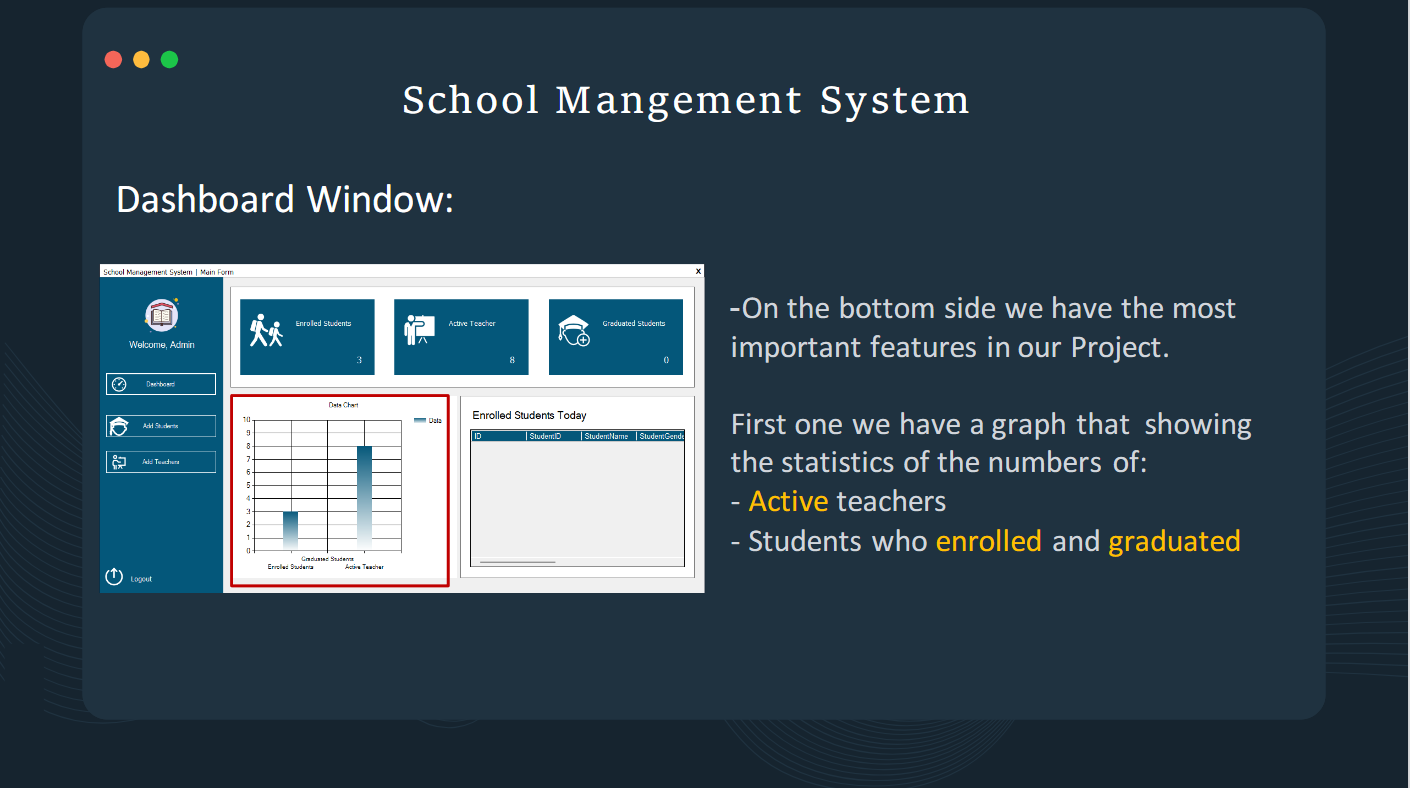 School Mangement System
Dashboard Window:
School Management System | Main Form
X
Welcome, Admin
Dashboard
Add Students
Add Teachers
Logout
Enrolled Students
3
Active Teacher
8
Graduated Students
0
Data Chart
Data
10
9
8
7
6
5
4
3
2
1
0
Graduated Students
Enrolled Students Active Teacher
Enrolled Students Today
ID StudentID StudentName StudentGende
-On the bottom side we have the most
important features in our Project.
First one we have a graph that showing
the statistics of the numbers of:
- Active teachers
- Students who enrolled and graduated